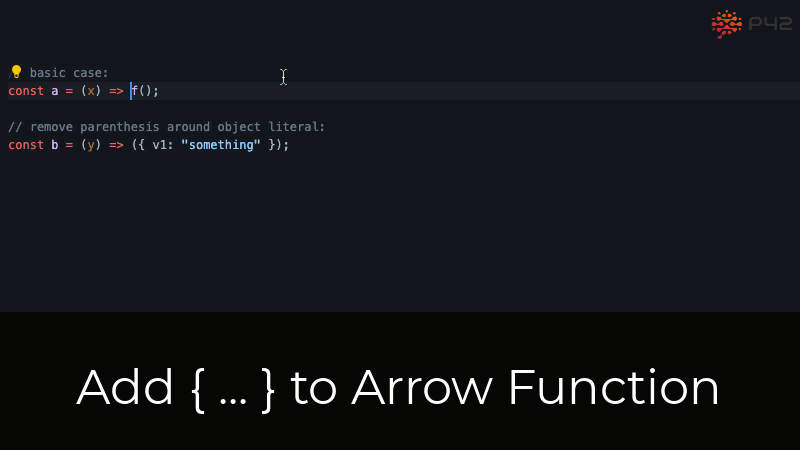 P42
basic case:
const a = (x) => f();
// remove parenthesis around object literal:
const b = (y) => ({ v1: "something" });
Add { ... } to Arrow Function